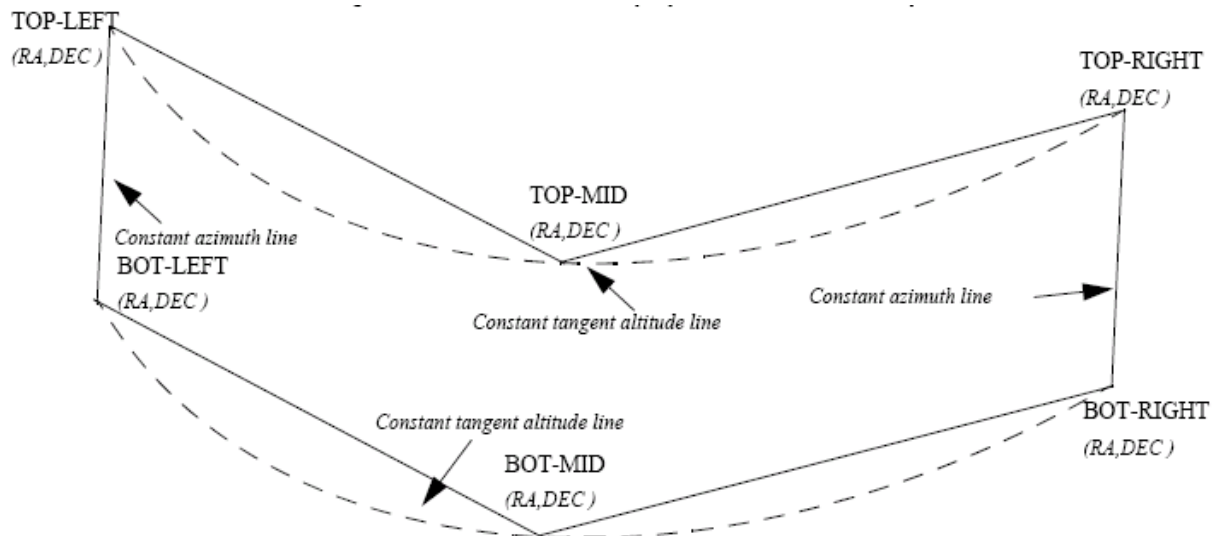 TOP-LEFT
(RA,DEC )
TOP-RIGHT
(RA,DEC )
TOP-MID
(RA,DEC )
Constant azimuth line
BOT-LEFT
(RA,DEC )
Constant azimuth line
Constant tangent altitude line
Constant tangent altitude line
BOT-RIGHT
(RA,DEC )
BOT-MID
(RA,DEC )